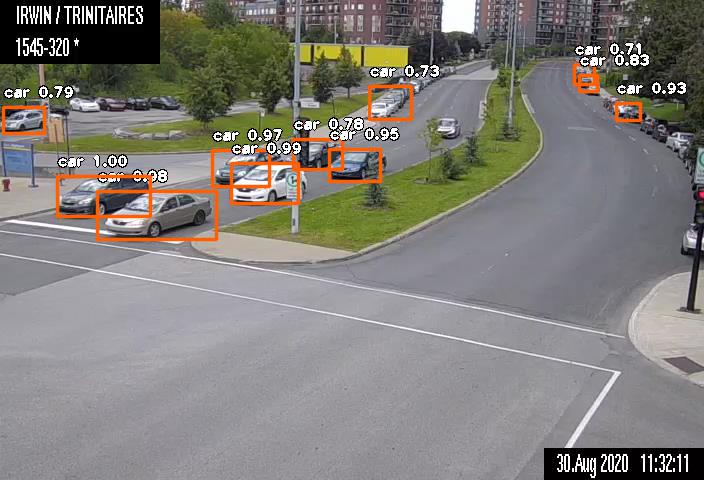 IRWIN / TRINITAIRES
1545-320 *
car 0.71
car 0.83
car 0.73
car 0.79
car 0.93
car 0.78
car 0.97
car 0.95
car 0.99
car 1.00
car 0.98
30.Aug 2020 11:32:11